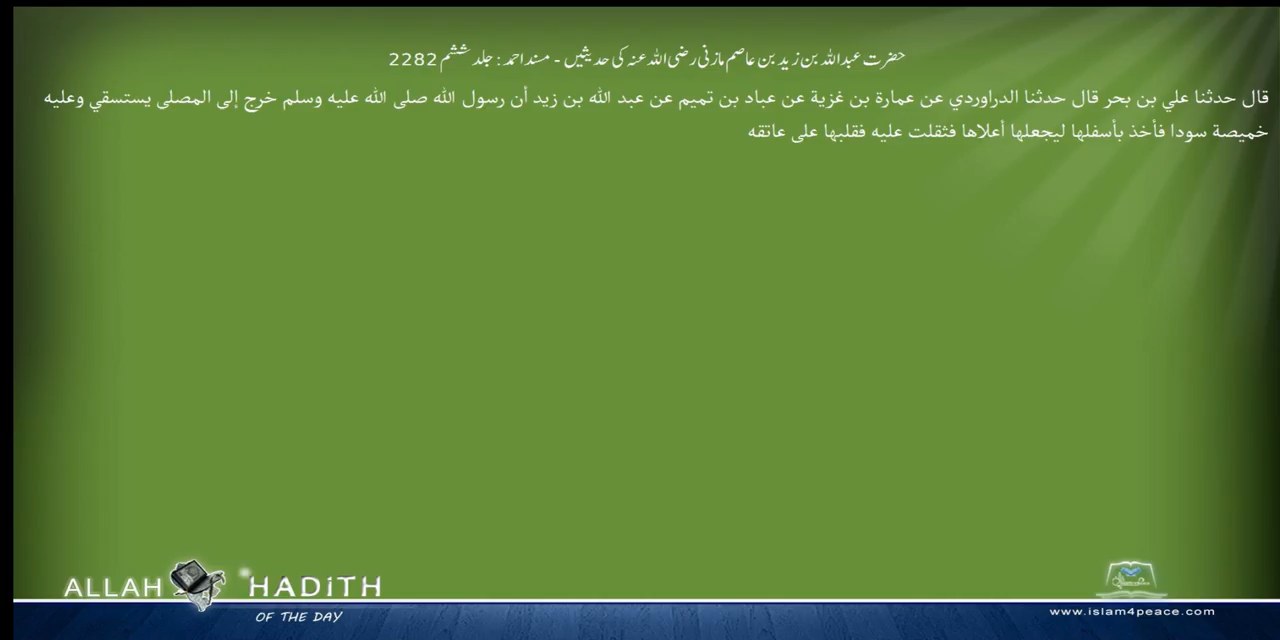 حضرت عبداللہ بن زید بن عاصم مازنی رضی اللہ عنہ کی حدیثیں - مسند احمد : جلد ششم 2282
قال حدثنا علي بن بحر قال حدثنا الدراوردي عن عمارة بن غزية عن عباد بن تميم عن عبد الله بن زيد أن رسول الله صلى الله عليه وسلم خرج إلى المصلى يستسقي وعليه
خميصة سودا فأخذ بأسفلها ليجعلها أعلاها فثقلت عليه فقلبها على عاتقه
ALLAH HADITH
OF THE DAY
www.islam4peace.com